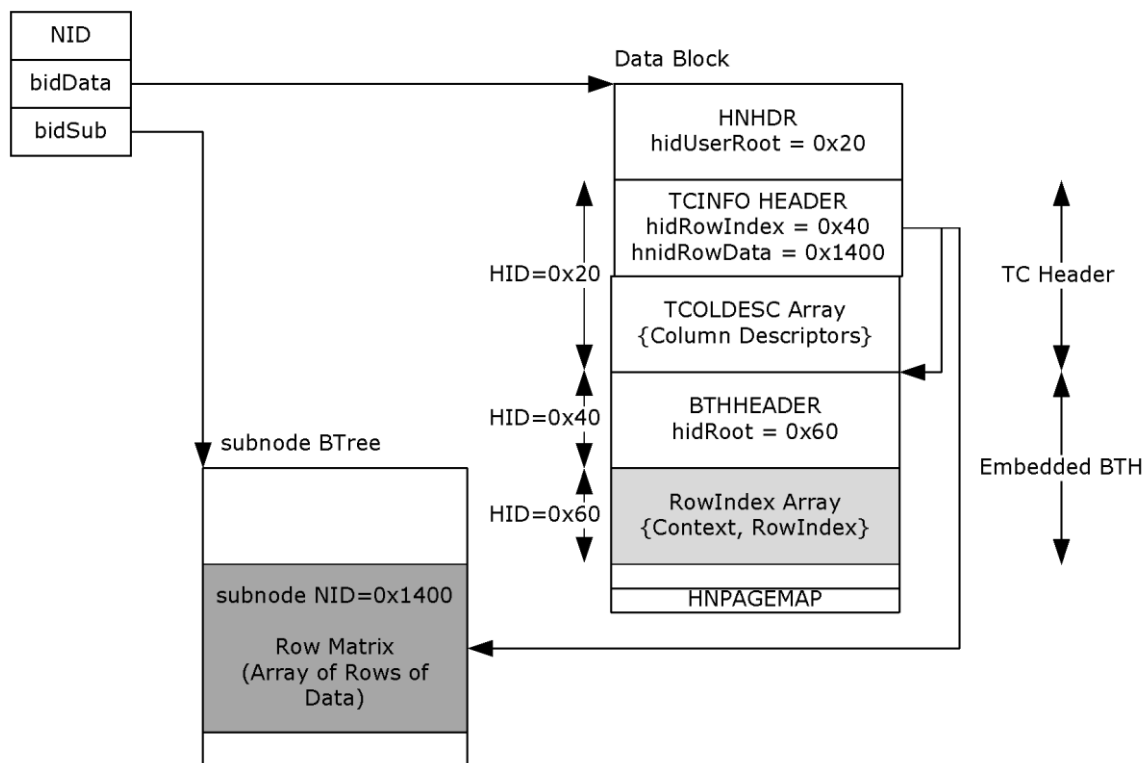 NID
bidData
bidSub
Data Block
HNHDR
hidUserRoot = 0x20
TCINFO HEADER
hidRowIndex = 0x40
hnidRowData = 0x1400
HID=0x20
TC Header
TCOLDESC Array
{Column Descriptors}
HID=0x40
BTHHEADER
hidRoot = 0x60
subnode BTree
Embedded BTH
HID=0x60
RowIndex Array
{Context, RowIndex}
HNPAGEMAP
subnode NID=0x1400
Row Matrix
(Array of Rows of
Data)